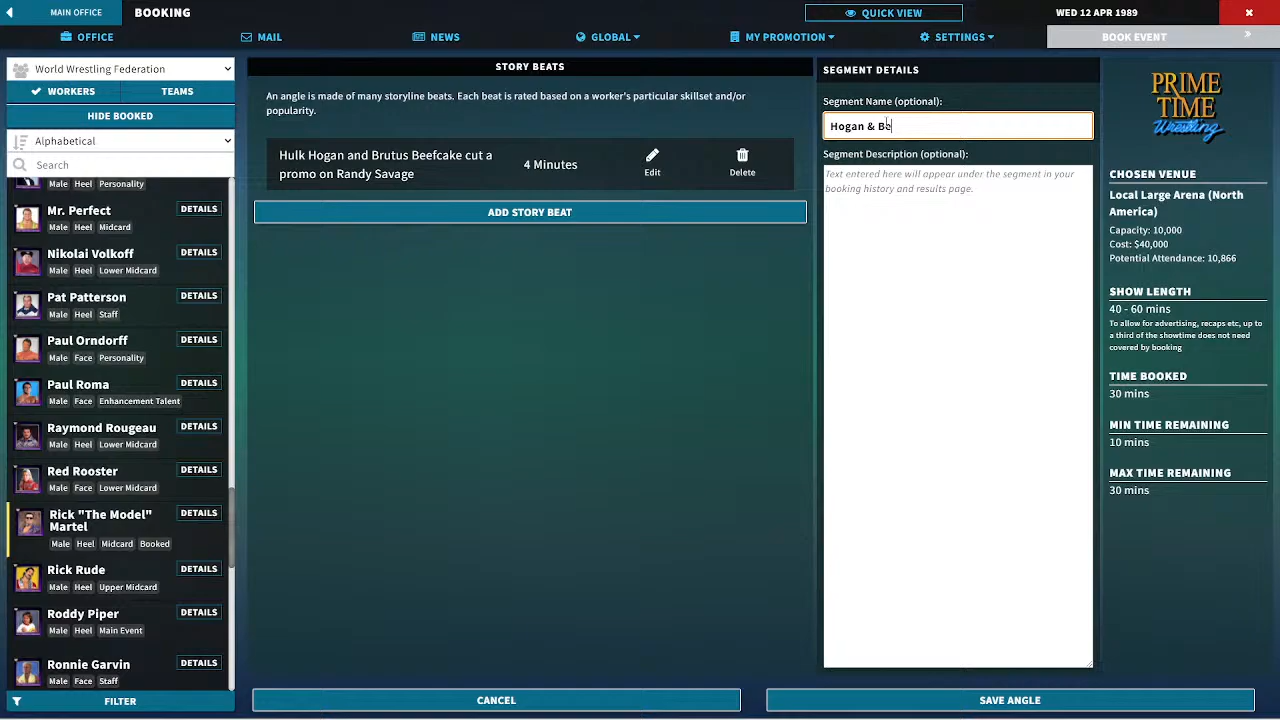 MAIN OFFICE
BOOKING
QUICK VIEW
WED 12 APR 1989
OFFICE
MAIL
NEWS
GLOBAL
MY PROMOTION
SETTINGS
BOOK EVENT
World Wrestling Federation
WORKERS
TEAMS
HIDE BOOKED
Alphabetical
Search
Male Heel Personality
Mr. Perfect
DETAILS
Male Heel Midcard
Nikolai Volkoff
DETAILS
Male Heel Lower Midcard
Pat Patterson
DETAILS
Male Heel Staff
Paul Orndorff
DETAILS
Male Face Personality
Paul Roma
DETAILS
Male Face Enhancement Talent
Raymond Rougeau
DETAILS
Male Heel Lower Midcard
Red Rooster
DETAILS
Male Face Lower Midcard
Rick "The Model"
Martel
DETAILS
Male Heel Midcard Booked
Rick Rude
DETAILS
Male Heel Upper Midcard
Roddy Piper
DETAILS
Male Heel Main Event
Ronnie Garvin
DETAILS
Male Face Staff
FILTER
STORY BEATS
An angle is made of many storyline beats. Each beat is rated based on a worker's particular skillset and/or
popularity.
Hulk Hogan and Brutus Beefcake cut a
promo on Randy Savage
4 Minutes
Edit
Delete
ADD STORY BEAT
CANCEL
SEGMENT DETAILS
Segment Name (optional):
Hogan & Be
Segment Description (optional):
Text entered here will appear under the segment in your
booking history and results page.
SAVE ANGLE
PRIME
TIME
Wrestling
CHOSEN VENUE
Local Large Arena (North
America)
Capacity: 10,000
Cost: $40,000
Potential Attendance: 10,866
SHOW LENGTH
40 - 60 mins
To allow for advertising, recaps etc, up to
a third of the showtime does not need
covered by booking
TIME BOOKED
30 mins
MIN TIME REMAINING
10 mins
MAX TIME REMAINING
30 mins